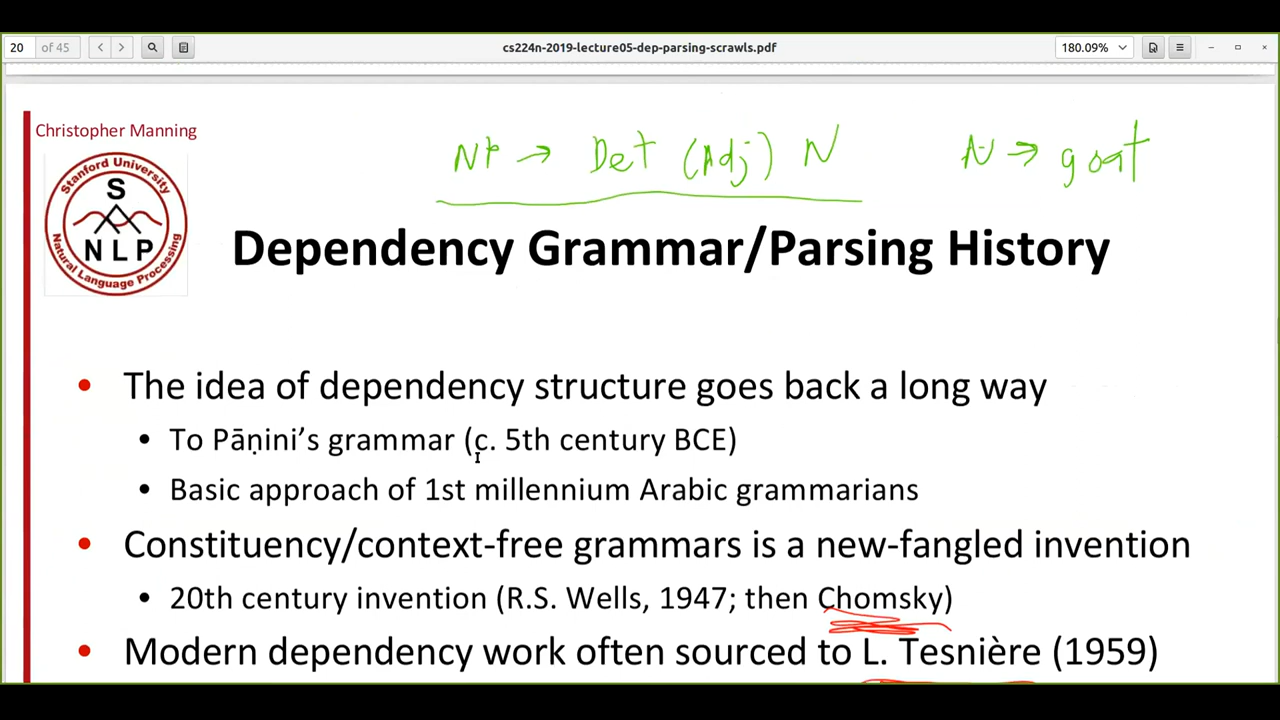 20 of 45 cs224n-2019-lecture05-dep-parsing-scrawls.pdf 180.09%
Christopher Manning
NP → Det (Adj) N N → goat
Stanford University
S
NLP
Natural Language Processing
Dependency Grammar/Parsing History
• The idea of dependency structure goes back a long way
• To Pāṇini’s grammar (c. 5th century BCE)
• Basic approach of 1st millennium Arabic grammarians
• Constituency/context-free grammars is a new-fangled invention
• 20th century invention (R.S. Wells, 1947; then Chomsky)
• Modern dependency work often sourced to L. Tesnière (1959)